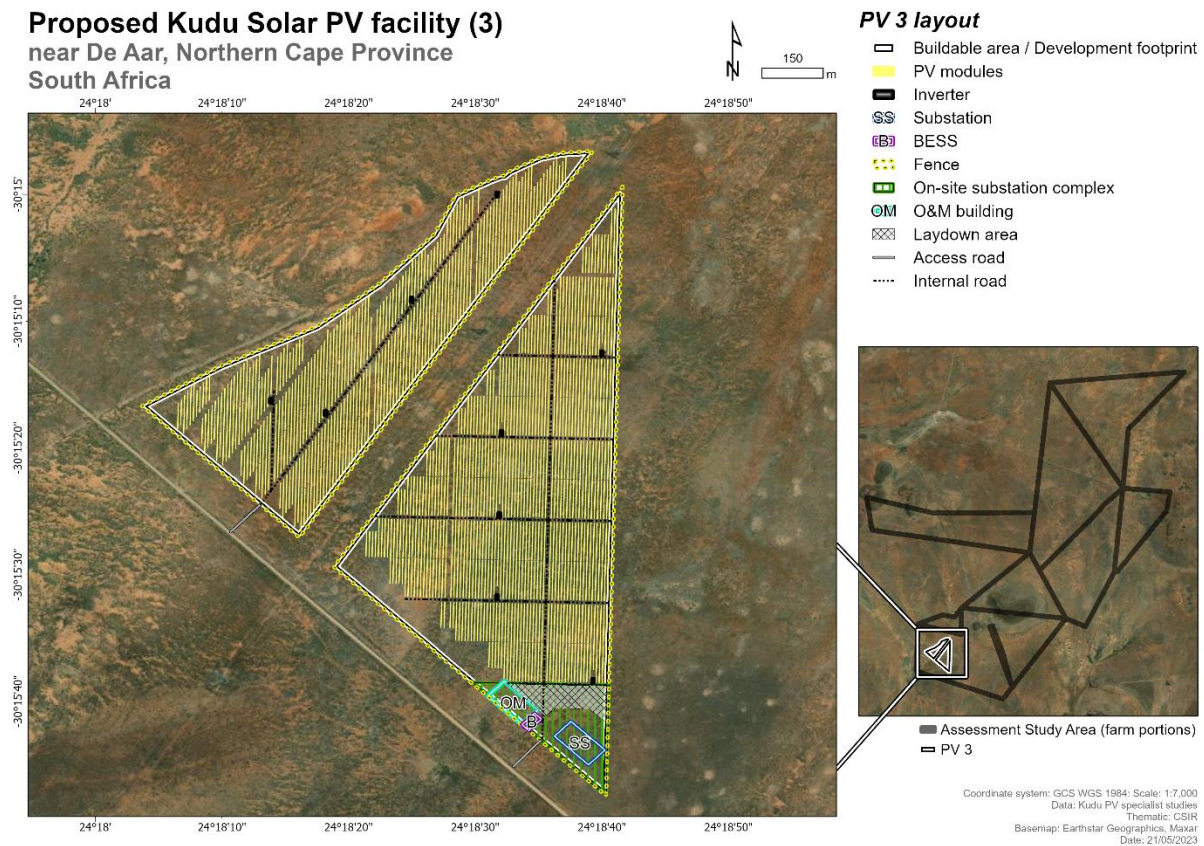 Proposed Kudu Solar PV facility (3)
near De Aar, Northern Cape Province
South Africa
N
150
m
24°18'
24°18'10"
24°18'20"
24°18'30"
24°18'40"
24°18'50"
-30°15'
-30°15'10"
-30°15'20"
-30°15'30"
-30°15'40"
OM
B
SS
24°18'
24°18'10"
24°18'20"
24°18'30"
24°18'40"
24°18'50"
PV 3 layout
Buildable area / Development footprint
PV modules
Inverter
SS Substation
B BESS
Fence
On-site substation complex
OM O&M building
Laydown area
Access road
Internal road
Assessment Study Area (farm portions)
PV 3
Coordinate system: GCS WGS 1984: Scale: 1:7,000
Data: Kudu PV specialist studies
Thematic: CSIR
Basemap: Earthstar Geographics, Maxar
Date: 21/05/2023